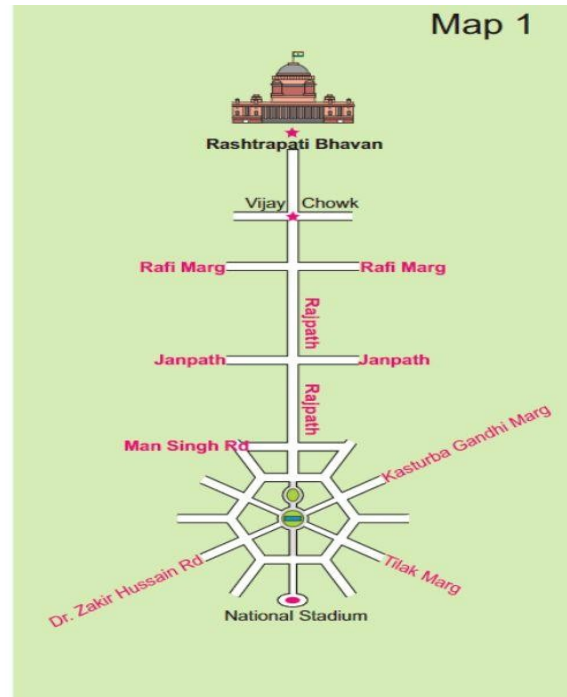 Map 1
Rashtrapati Bhavan
Vijay Chowk
Rafi Marg
Rafi Marg
Rajpath
Janpath
Janpath
Rajpath
Man Singh Rd
Kasturba Gandhi Marg
Dr. Zakir Hussain Rd
Tilak Marg
National Stadium